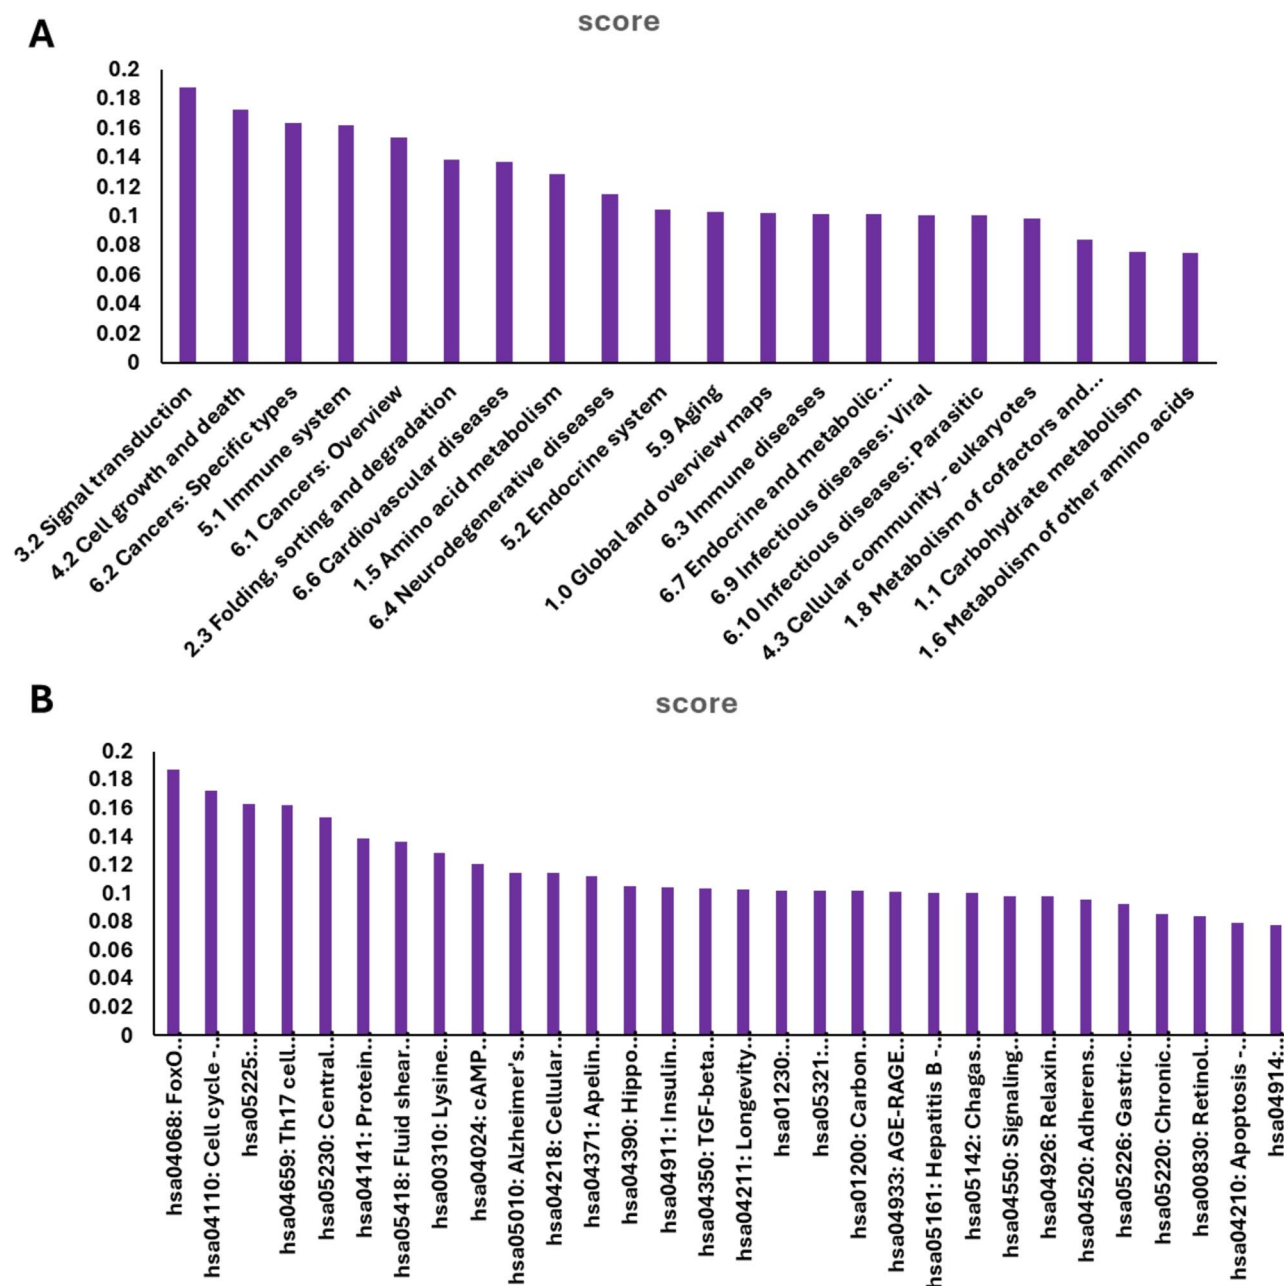 A
score
0.2
0.18
0.16
0.14
0.12
0.1
0.08
0.06
0.04
0.02
0
3.2 Signal transduction
4.2 Cell growth and death
6.2 Cancers: Specific types
5.1 Immune system
6.1 Cancers: Overview
2.3 Folding, sorting and degradation
6.6 Cardiovascular diseases
1.5 Amino acid metabolism
6.4 Neurodegenerative diseases
5.2 Endocrine system
5.9 Aging
1.0 Global and overview maps
6.3 Immune diseases
6.7 Endocrine and metabolic...
6.9 Infectious diseases: Viral
6.10 Infectious diseases: Parasitic
4.3 Cellular community - eukaryotes
1.8 Metabolism of cofactors and...
1.1 Carbohydrate metabolism
1.6 Metabolism of other amino acids
B
score
0.2
0.18
0.16
0.14
0.12
0.1
0.08
0.06
0.04
0.02
0
hsa04068: FoxO...
hsa04110: Cell cycle -...
hsa05225:...
hsa04659: Th17 cell...
hsa05230: Central...
hsa04141: Protein...
hsa05418: Fluid shear...
hsa00310: Lysine...
hsa04024: cAMP...
hsa05010: Alzheimer's...
hsa04218: Cellular...
hsa04371: Apelin...
hsa04390: Hippo...
hsa04911: Insulin...
hsa04350: TGF-beta...
hsa04211: Longevity...
hsa01230:...
hsa05321:...
hsa01200: Carbon...
hsa04933: AGE-RAGE...
hsa05161: Hepatitis B -...
hsa05142: Chagas...
hsa04550: Signaling...
hsa04926: Relaxin...
hsa04520: Adherens...
hsa05226: Gastric...
hsa05220: Chronic...
hsa00830: Retinol...
hsa04210: Apoptosis -...
hsa04914:...